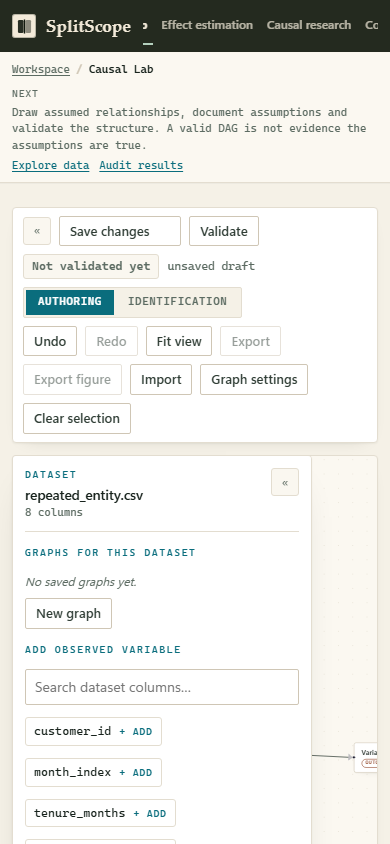 SplitScope
Effect estimation
Causal research
Workspace / Causal Lab
NEXT
Draw assumed relationships, document assumptions and
validate the structure. A valid DAG is not evidence the
assumptions are true.
Explore data Audit results
«
Save changes
Validate
Not validated yet
unsaved draft
AUTHORING
IDENTIFICATION
Undo
Redo
Fit view
Export
Export figure
Import
Graph settings
Clear selection
DATASET
«
repeated_entity.csv
8 columns
GRAPHS FOR THIS DATASET
No saved graphs yet.
New graph
ADD OBSERVED VARIABLE
Search dataset columns...
customer_id + ADD
month_index + ADD
tenure_months + ADD